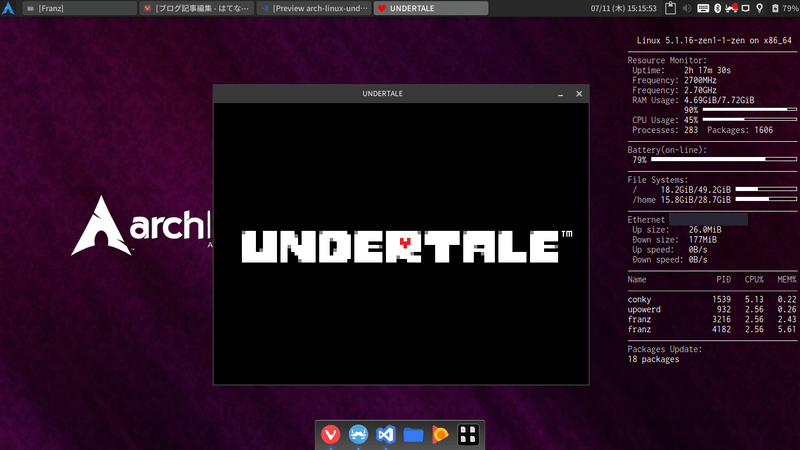 [Franz]
[ブログ記事編集 - はてな…
[Preview arch-linux-und…
UNDERTALE
07/11 (木) 15:15:53
79%
Linux 5.1.16-zen1-1-zen on x86_64
Resource Monitor:
Uptime: 2h 17m 30s
Frequency: 2700MHz
Frequency: 2.70GHz
RAM Usage: 4.69GiB/7.72GiB
90%
CPU Usage: 45%
Processes: 283 Packages: 1606
Battery(on-line):
79%
File Systems:
/ 18.2GiB/49.2GiB
/home 15.8GiB/28.7GiB
Ethernet
Up size: 26.0MiB
Down size: 177MiB
Up speed: 0B/s
Down speed: 0B/s
Name PID CPU% MEM%
conky 1539 5.13 0.22
upowerd 932 2.56 0.26
franz 3216 2.56 2.43
franz 4182 2.56 5.61
Packages Update:
18 packages
UNDERTALE
UNDERTALE™
arch
A